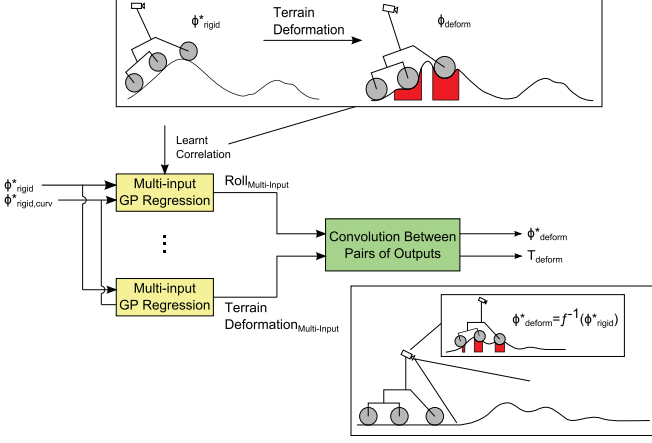 ϕ*rigid
Terrain
Deformation
ϕdeform
Learnt
Correlation
ϕ*rigid
ϕ*rigid,curv
Multi-input
GP Regression
RollMulti-Input
Convolution Between
Pairs of Outputs
ϕ*deform
Tdeform
Multi-input
GP Regression
Terrain
DeformationMulti-Input
ϕ*deform=f-1(ϕ*rigid)